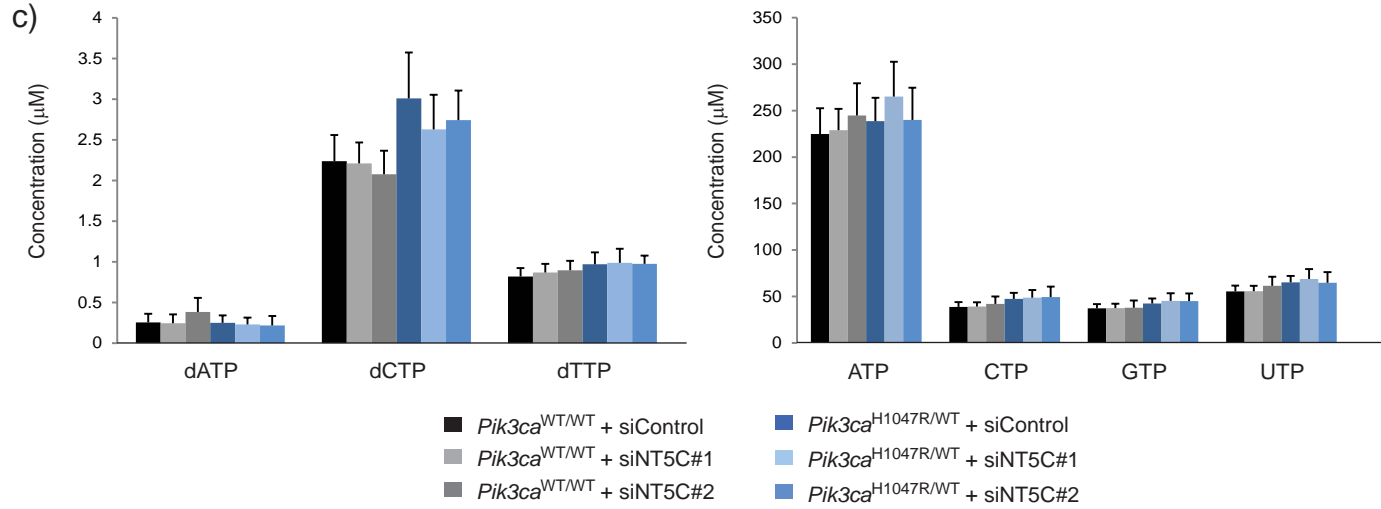 c)
Concentration (μM)
4
3.5
3
2.5
2
1.5
1
0.5
0
dATP dCTP dTTP
Concentration (μM)
350
300
250
200
150
100
50
0
ATP CTP GTP UTP
Pik3ca^WT/WT + siControl
Pik3ca^WT/WT + siNT5C#1
Pik3ca^WT/WT + siNT5C#2
Pik3ca^H1047R/WT + siControl
Pik3ca^H1047R/WT + siNT5C#1
Pik3ca^H1047R/WT + siNT5C#2